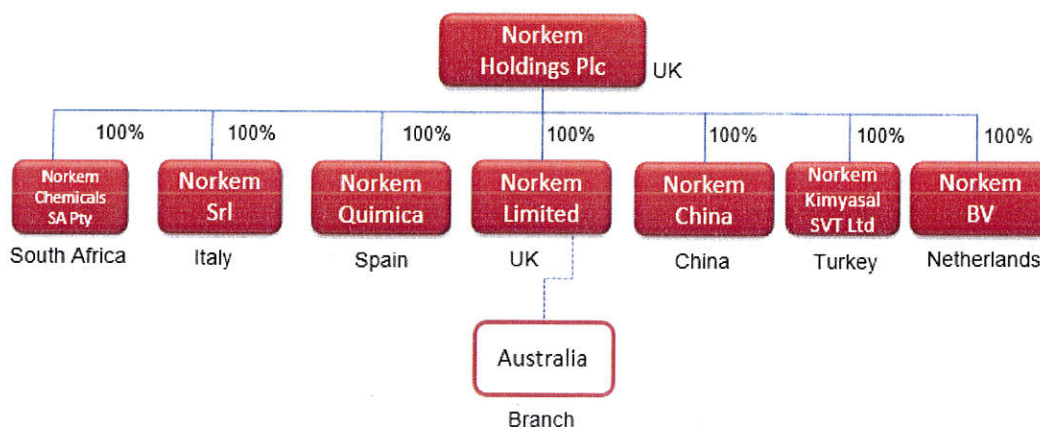 Norkem
Holdings Plc
UK
100%
100%
100%
100%
100%
100%
100%
Norkem
Chemicals
SA Pty
South Africa
Norkem
Srl
Italy
Norkem
Quimica
Spain
Norkem
Limited
UK
Norkem
China
China
Norkem
Kimyasal
SVT Ltd
Turkey
Norkem
BV
Netherlands
Australia
Branch